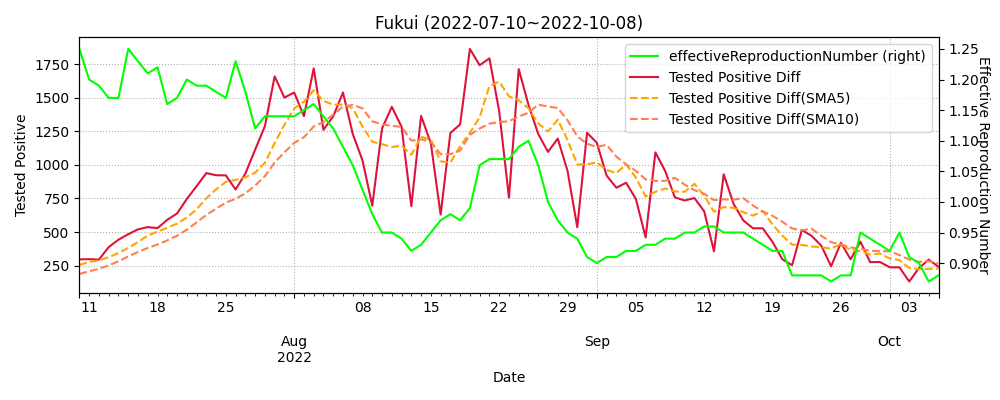 Fukui (2022-07-10~2022-10-08)
effectiveReproductionNumber (right)
Tested Positive Diff
Tested Positive Diff(SMA5)
Tested Positive Diff(SMA10)
Tested Positive
1750
1500
1250
1000
750
500
250
1.25
1.20
1.15
1.10
1.05
1.00
0.95
0.90
Effective Reproduction Number
11 18 25 08 15 22 29 05 12 19 26 03
Aug Sep Oct
2022
Date